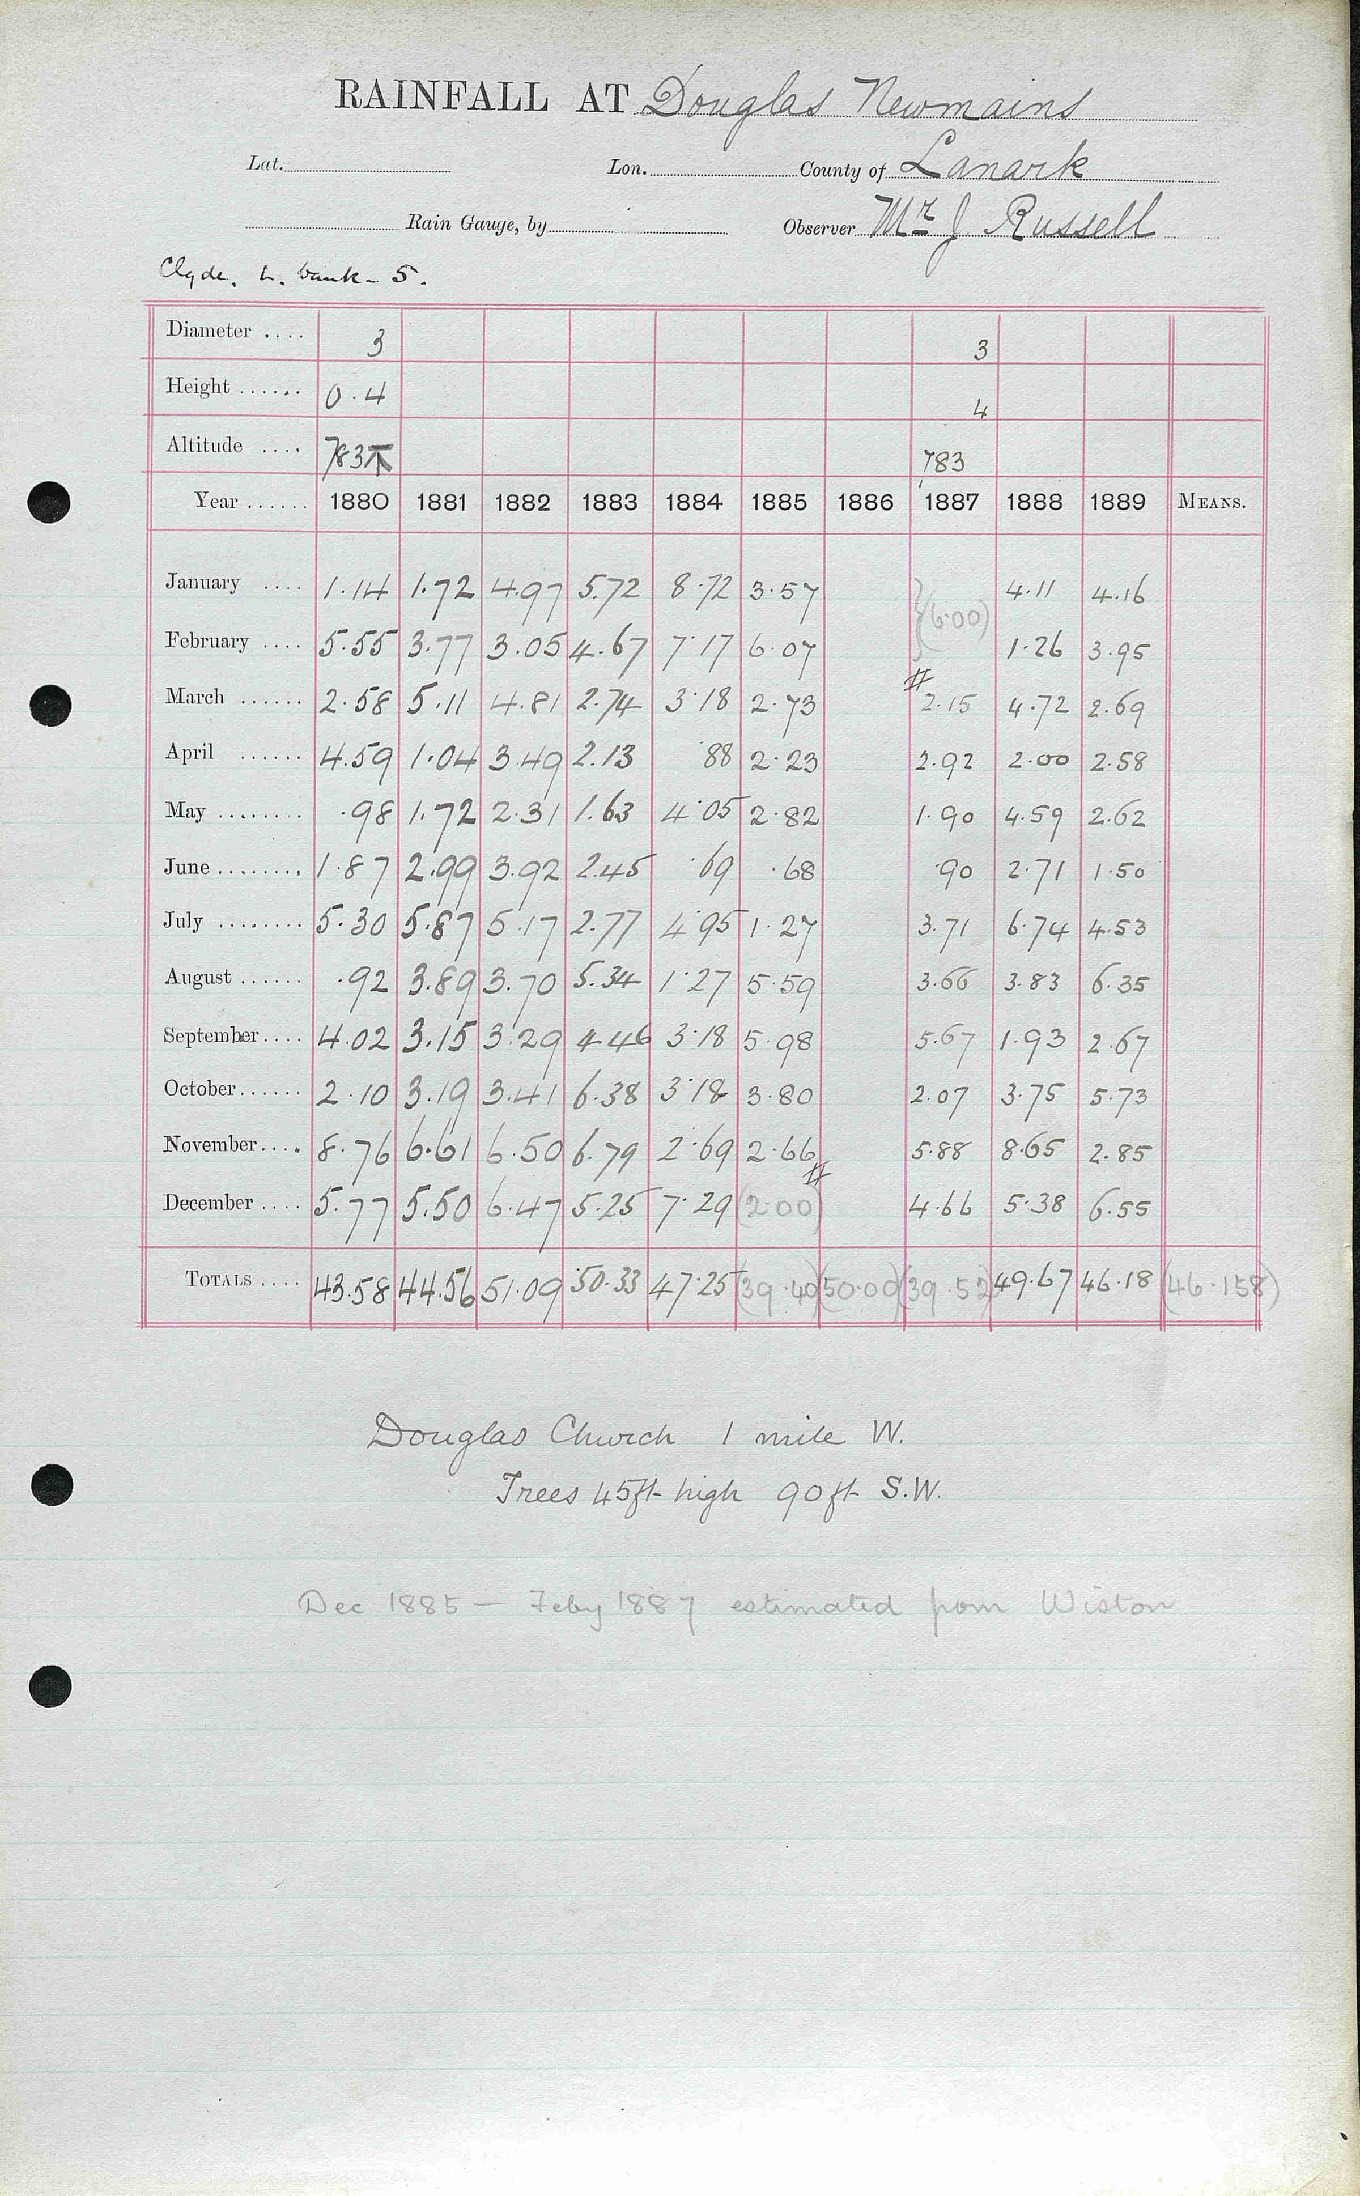 RAINFALL AT Douglas Newmains
Lat. Lon. County of Lanark
Rain Gauge, by Observer Mr J Russell
Clyde. L. bank - 5.
Diameter .... 3 3
Height ...... 0.4 4
Altitude .... 783 783
Year ...... 1880 1881 1882 1883 1884 1885 1886 1887 1888 1889 MEANS.
January .... 1.14 1.72 4.97 5.72 8.72 3.57 } (6.00) 4.11 4.16
February .... 5.55 3.77 3.05 4.67 7.17 6.07 1.26 3.95
March ...... 2.58 5.11 4.81 2.74 3.18 2.73 # 2.15 4.72 2.69
April ...... 4.59 1.04 3.49 2.13 .88 2.23 2.92 2.00 2.58
May ........ .98 1.72 2.31 1.63 4.05 2.82 1.90 4.59 2.62
June ........ 1.87 2.99 3.92 2.45 .69 .68 .90 2.71 1.50
July ........ 5.30 5.87 5.17 2.77 4.95 1.27 3.71 6.74 4.53
August ...... .92 3.89 3.70 5.34 1.27 5.59 3.66 3.83 6.35
September .... 4.02 3.15 3.29 4.46 3.18 5.98 5.67 1.93 2.67
October ...... 2.10 3.19 3.41 6.38 3.18 3.80 2.07 3.75 5.73
November .... 8.76 6.61 6.50 6.79 2.69 2.66 # 5.88 8.65 2.85
December .... 5.77 5.50 6.47 5.25 7.29 (2.00) 4.66 5.38 6.55
TOTALS .... 43.58 44.56 51.09 50.33 47.25 (39.40) (50.00) (39.52) 49.67 46.18 (46.158)
Douglas Church 1 mile W.
Trees 45ft high 90ft S.W.
Dec 1885 — Feby 1887 estimated from Wiston